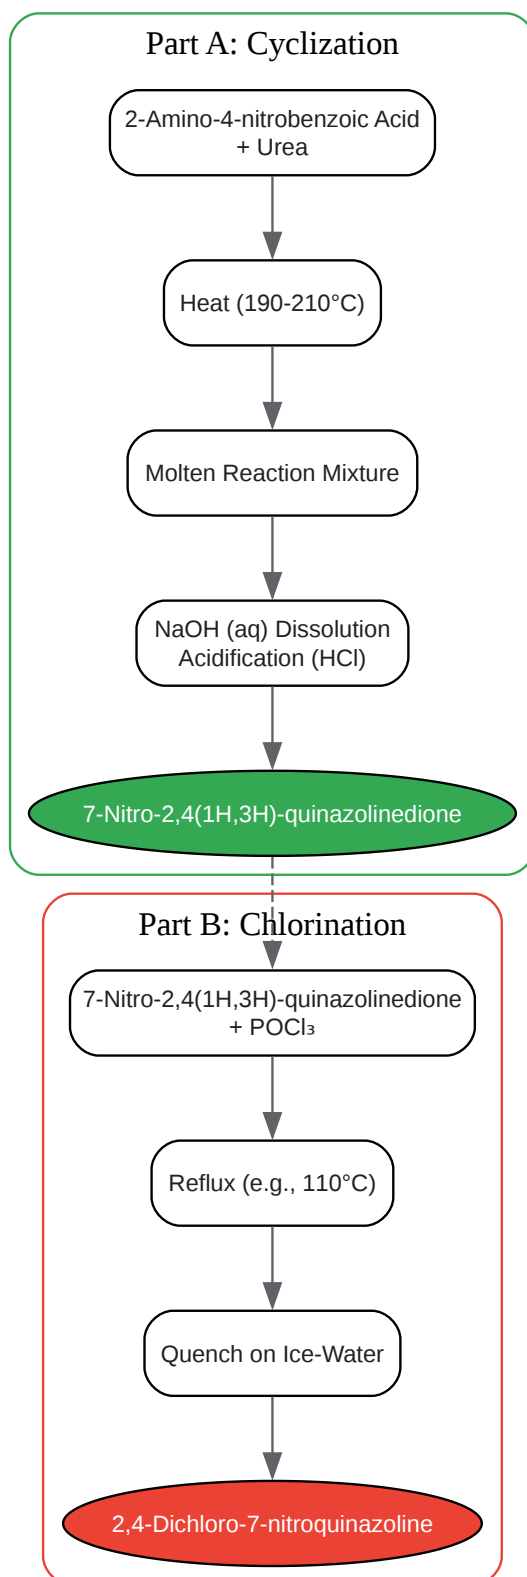 Part A: Cyclization
2-Amino-4-nitrobenzoic Acid
+ Urea
Heat (190-210°C)
Molten Reaction Mixture
NaOH (aq) Dissolution
Acidification (HCl)
7-Nitro-2,4(1H,3H)-quinazolinedione
Part B: Chlorination
7-Nitro-2,4(1H,3H)-quinazolinedione
+ POCl₃
Reflux (e.g., 110°C)
Quench on Ice-Water
2,4-Dichloro-7-nitroquinazoline